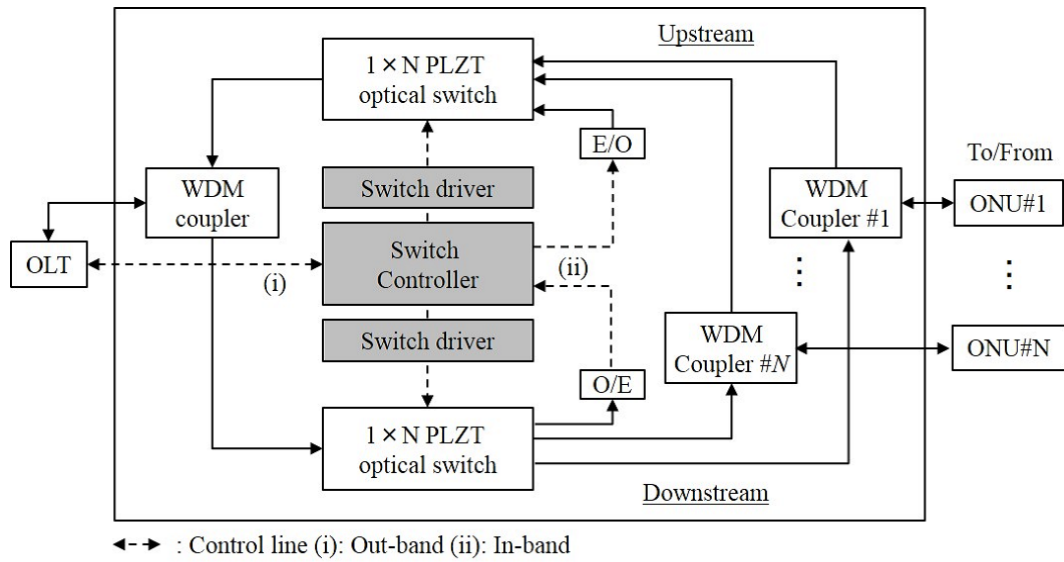 Upstream
1 × N PLZT
optical switch
E/O
To/From
WDM
coupler
Switch driver
WDM
Coupler #1
ONU#1
OLT
(i)
Switch
Controller
(ii)
Switch driver
WDM
Coupler #N
ONU#N
O/E
1 × N PLZT
optical switch
Downstream
: Control line (i): Out-band (ii): In-band